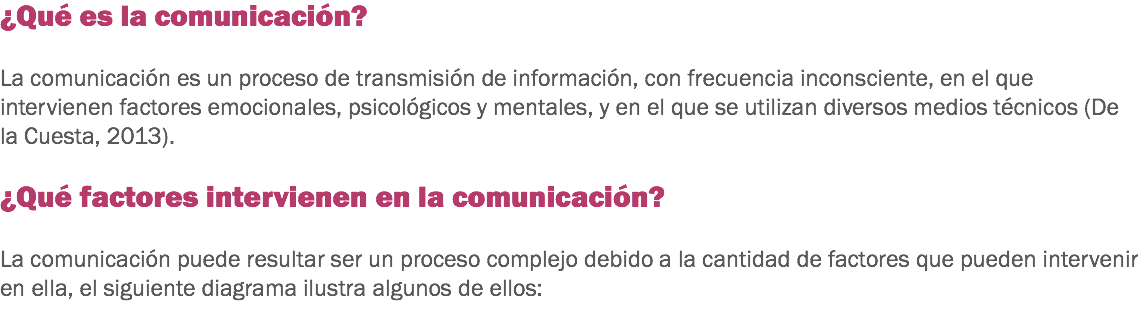 ¿Qué es la comunicación?
La comunicación es un proceso de transmisión de información, con frecuencia inconsciente, en el que
intervienen factores emocionales, psicológicos y mentales, y en el que se utilizan diversos medios técnicos (De
la Cuesta, 2013).
¿Qué factores intervienen en la comunicación?
La comunicación puede resultar ser un proceso complejo debido a la cantidad de factores que pueden intervenir
en ella, el siguiente diagrama ilustra algunos de ellos: